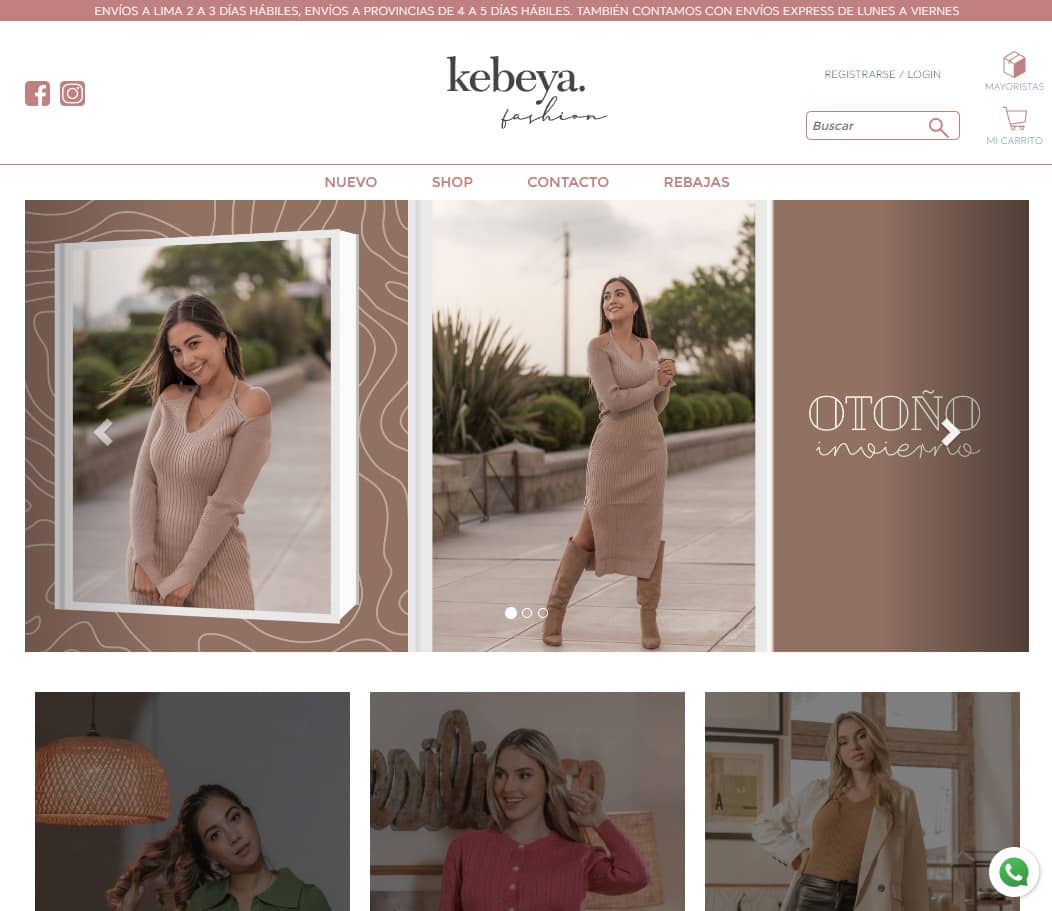 ENVÍOS A LIMA 2 A 3 DÍAS HÁBILES, ENVÍOS A PROVINCIAS DE 4 A 5 DÍAS HÁBILES. TAMBIÉN CONTAMOS CON ENVÍOS EXPRESS DE LUNES A VIERNES
kebeya.
fashion
REGISTRARSE / LOGIN
MAYORISTAS
Buscar
MI CARRITO
NUEVO SHOP CONTACTO REBAJAS
OTOÑO
invierno
A